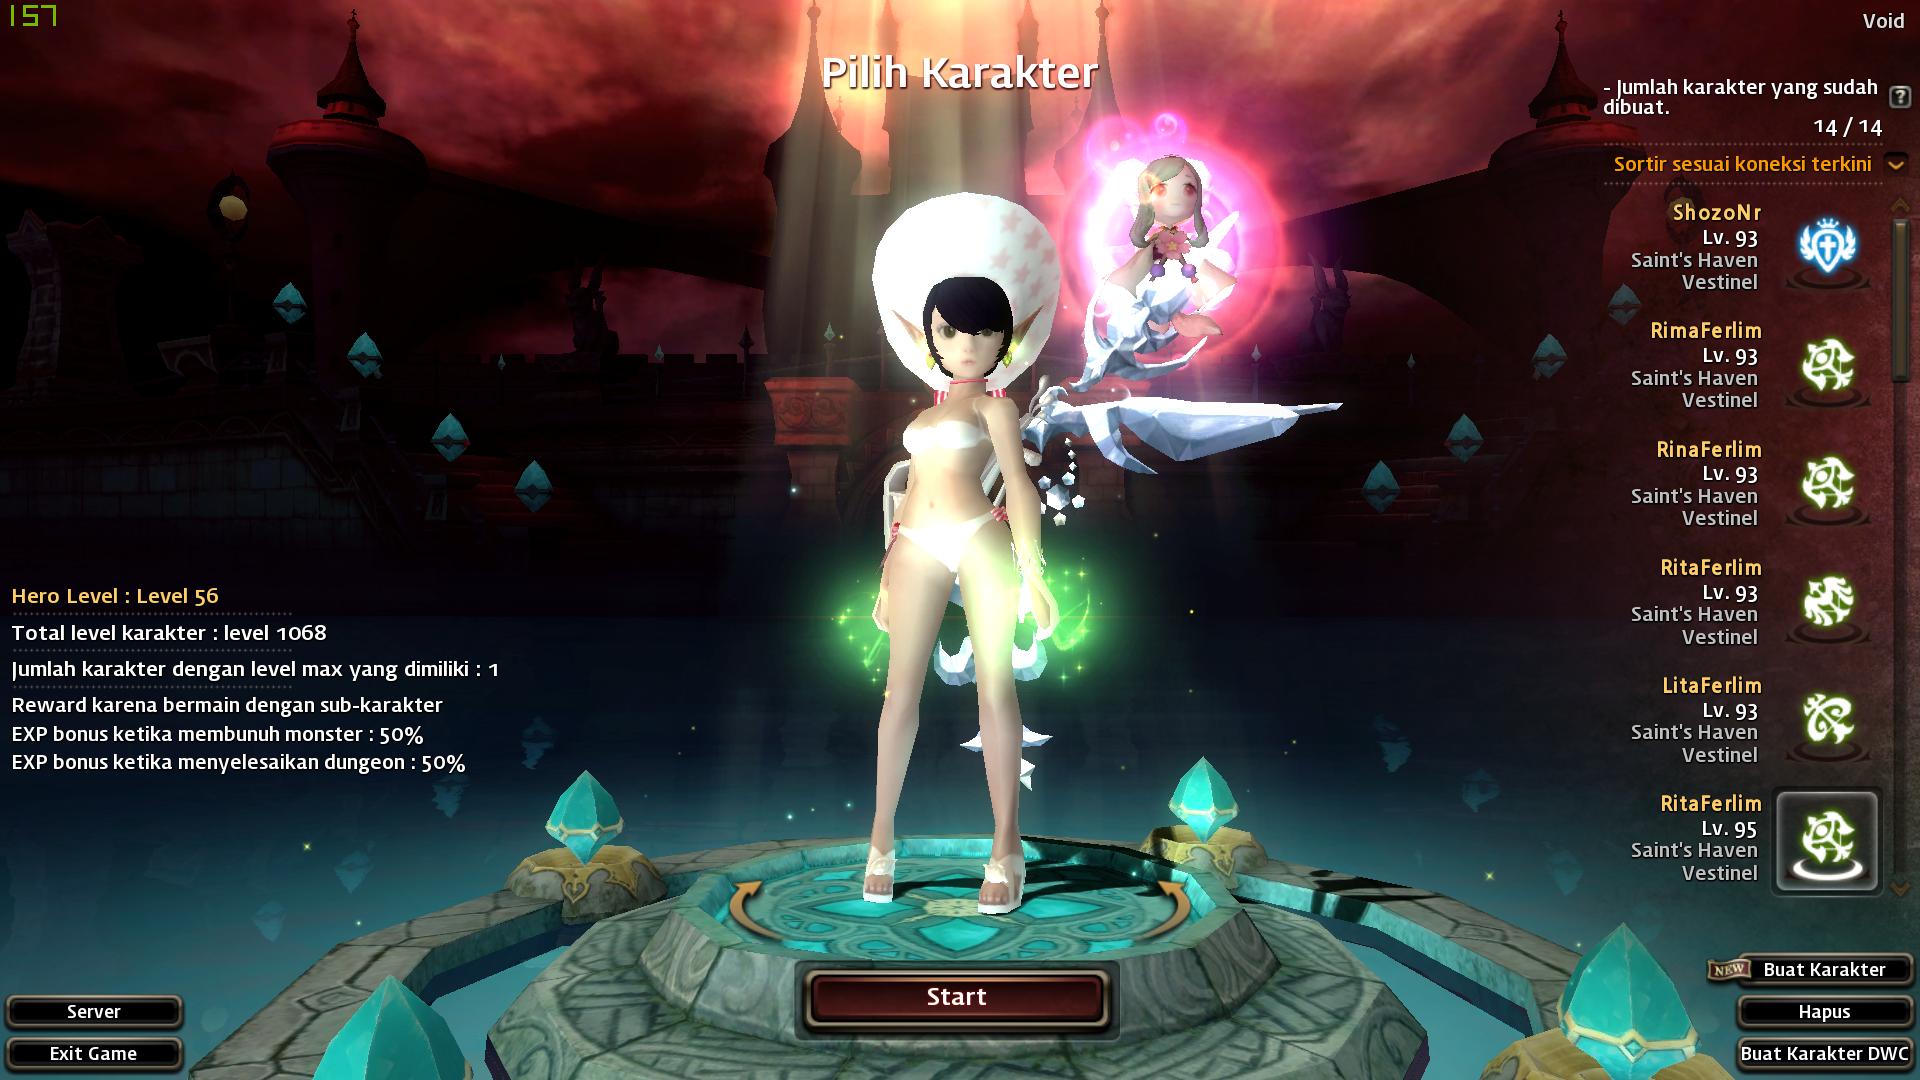 157
Void
Pilih Karakter
- Jumlah karakter yang sudah
dibuat.
?
14 / 14
Sortir sesuai koneksi terkini
ShozoNr
Lv. 93
Saint's Haven
Vestinel
RimaFerlim
Lv. 93
Saint's Haven
Vestinel
RinaFerlim
Lv. 93
Saint's Haven
Vestinel
RitaFerlim
Lv. 93
Saint's Haven
Vestinel
LitaFerlim
Lv. 93
Saint's Haven
Vestinel
RitaFerlim
Lv. 95
Saint's Haven
Vestinel
Hero Level : Level 56
Total level karakter : level 1068
Jumlah karakter dengan level max yang dimiliki : 1
Reward karena bermain dengan sub-karakter
EXP bonus ketika membunuh monster : 50%
EXP bonus ketika menyelesaikan dungeon : 50%
Start
Server
Exit Game
NEW Buat Karakter
Hapus
Buat Karakter DWC